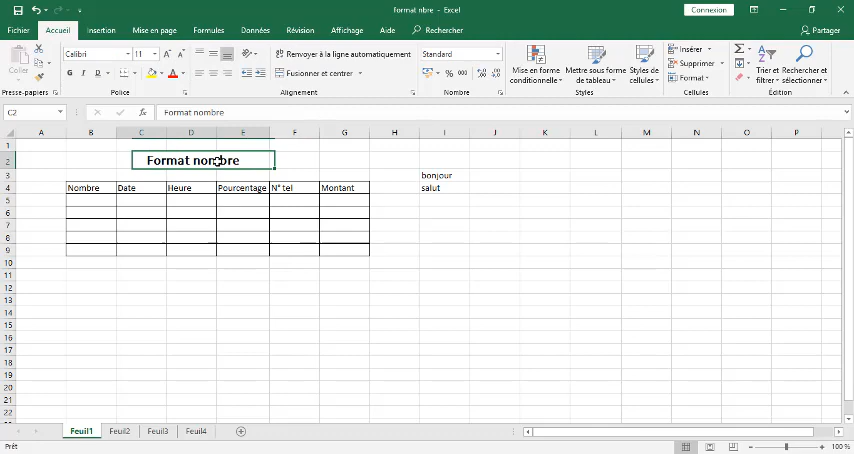 Format nbre - Excel
Connexion
Fichier Accueil Insertion Mise en page Formules Données Révision Affichage Aide Rechercher Partager
Coller
Calibri 11
G I S
Renvoyer à la ligne automatiquement
Fusionner et centrer
Standard
% 000
Mise en forme conditionnelle
Mettre sous forme de tableau
Styles de cellules
Insérer
Supprimer
Format
Trier et filtrer
Rechercher et sélectionner
Presse-papiers Police Alignement Nombre Styles Cellules Édition
C2 fx Format nombre
A B C D E F G H I J K L M N O P
1
2 Format nombre
3 bonjour
4 Nombre Date Heure Pourcentage N° tel Montant salut
5
6
7
8
9
10
11
12
13
14
15
16
17
18
19
20
21
22
Feuil1 Feuil2 Feuil3 Feuil4
Prêt
100 %